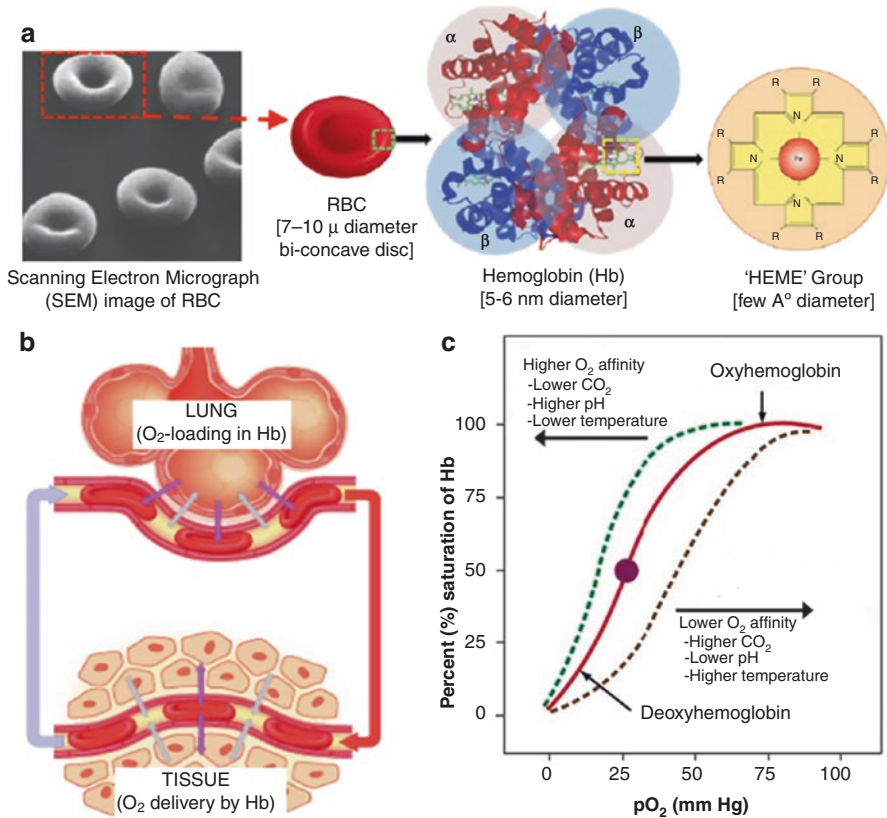 a
α
β
β
α
R
R
R
R
R
R
R
R
N
N
N
N
Fe
Scanning Electron Micrograph
(SEM) image of RBC
RBC
[7–10 μ diameter
bi-concave disc]
Hemoglobin (Hb)
[5-6 nm diameter]
‘HEME’ Group
[few A° diameter]
b
LUNG
(O₂-loading in Hb)
TISSUE
(O₂ delivery by Hb)
c
Higher O₂ affinity
-Lower CO₂
-Higher pH
-Lower temperature
Oxyhemoglobin
Lower O₂ affinity
-Higher CO₂
-Lower pH
-Higher temperature
Deoxyhemoglobin
Percent (%) saturation of Hb
100
75
50
25
0
0
25
50
75
100
pO₂ (mm Hg)